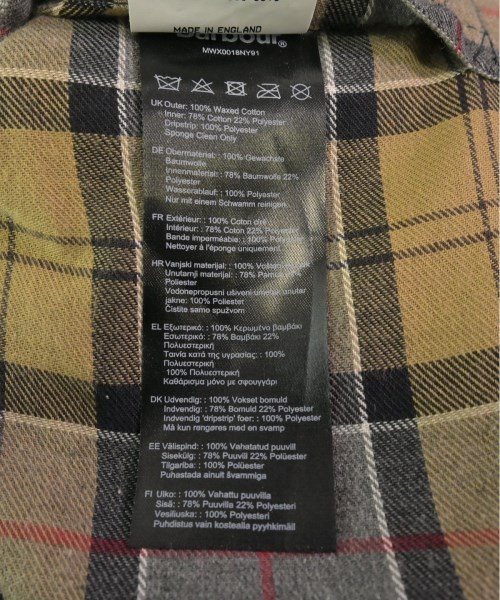 MADE IN ENGLAND
Barbour®
MWX0018NY91
UK Outer: 100% Waxed Cotton
Inner: 78% Cotton 22% Polyester
Dripstrip: 100% Polyester
Sponge Clean Only
DE Obermaterial: : 100% Gewachste
Baumwolle
Innenmaterial: : 78% Baumwolle 22%
Polyester
Wasserablauf: : 100% Polyester
Nur mit einem Schwamm reinigen
FR Extérieur: : 100% Coton ciré
Intérieur: : 78% Coton 22% Polyester
Bande imperméable: : 100% Polyester
Nettoyer à l'éponge uniquement
HR Vanjski materijal: : 100% Voštani
Unutarnji materijal: : 78% Pamuk
Poliester
Vodonepropusni ušiveni umetak unutar
jakne: 100% Poliester
Čistite samo spužvom
EL Εξωτερικό: : 100% Κερωμένο βαμβάκι
Εσωτερικό: : 78% Βαμβάκι 22%
Πολυεστερική
Ταινία κατά της υγρασίας: : 100%
Πολυεστερική
Καθάρισμα μόνο με σφουγγάρι
DK Udvendig: : 100% Vokset bomuld
Indvendig: : 78% Bomuld 22% Polyester
Indvendig 'dripstrip' foer: : 100% Polyester
Må kun rengøres med en svamp
EE Välispind: : 100% Vahatatud puuvill
Sisekülg: : 78% Puuvill 22% Polüester
Tilgariba: : 100% Polüester
Puhastada ainult švammiga
FI Ulko: : 100% Vahattu puuvilla
Sisä: : 78% Puuvilla 22% Polyesteri
Vesiliuska: : 100% Polyesteri
Puhdistus vain kostealla pyyhkimäll